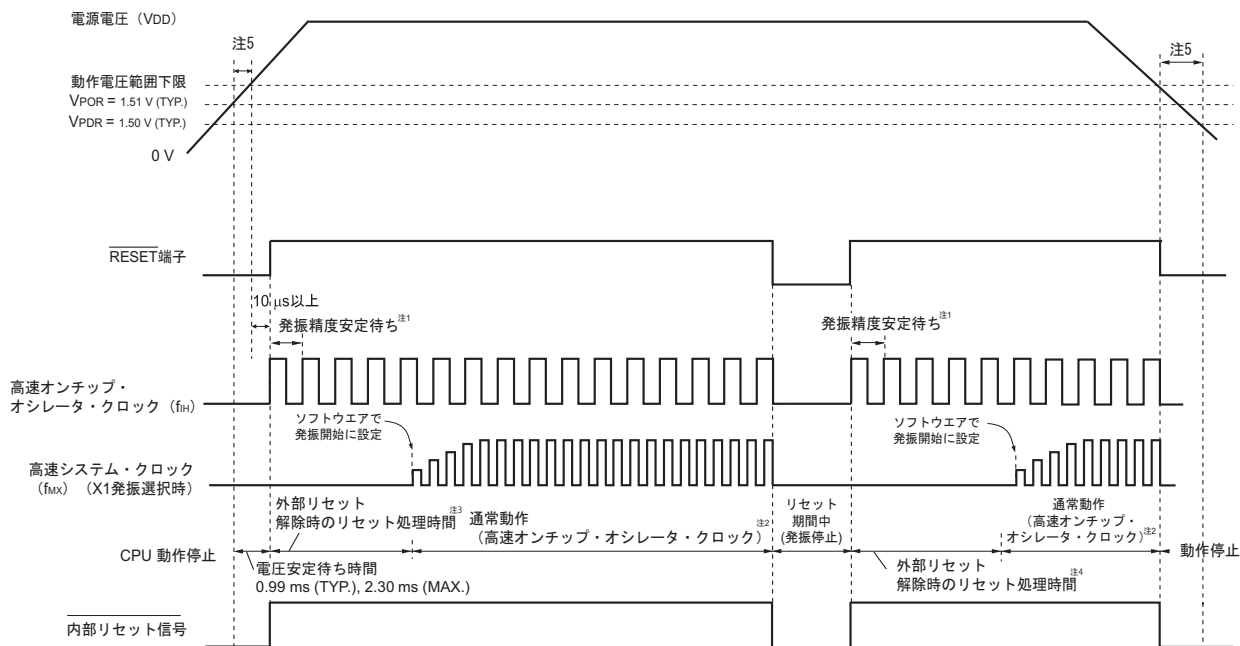 電源電圧（VDD）
注5
注5
動作電圧範囲下限
VPOR = 1.51 V (TYP.)
VPDR = 1.50 V (TYP.)
0 V
RESET端子
10 μs以上
発振精度安定待ち注1
発振精度安定待ち注1
高速オンチップ・
オシレータ・クロック（fIH）
ソフトウエアで
発振開始に設定
ソフトウエアで
発振開始に設定
高速システム・クロック
（fMX）（X1発振選択時）
外部リセット
解除時のリセット処理時間注3
通常動作
（高速オンチップ・オシレータ・クロック）注2
リセット
期間中
(発振停止)
通常動作
（高速オンチップ・
オシレータ・クロック）注2
CPU 動作停止
動作停止
電圧安定待ち時間
0.99 ms (TYP.), 2.30 ms (MAX.)
外部リセット
解除時のリセット処理時間注4
内部リセット信号